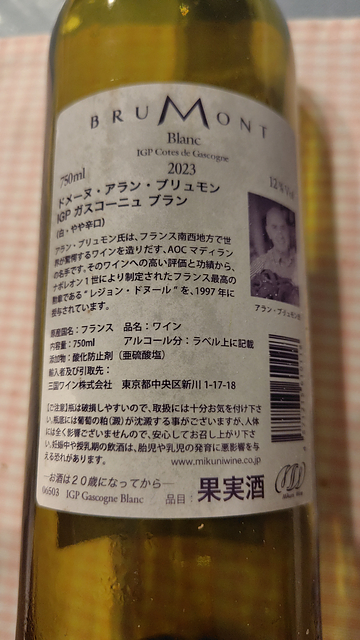 BRUMONT
Blanc
IGP Cotes de Gascogne
2023
750ml
12%Vol
ドメーヌ・アラン・ブリュモン
IGP ガスコーニュ ブラン
(白・やや辛口)
アラン・ブリュモン氏は、フランス南西地方で世
界が驚愕するワインを造りだす、AOC マディラン
の名手です。そのワインへの高い評価と功績から、
ナポレオン1世により制定されたフランス最高の
勲章である "レジョン・ドヌール" を、1997年に
授与されています。
アラン・ブリュモン氏
原産国名：フランス 品名：ワイン
内容量：750ml アルコール分：ラベル上に記載
添加物：酸化防止剤（亜硫酸塩）
輸入者及び引取先：
三国ワイン株式会社 東京都中央区新川 1-17-18
【ご注意】瓶は破損しやすいので、取扱には十分お気を付け下さ
い。瓶底には葡萄の粕（澱）が沈澱する事がございますが、人体
には全く影響ございませんので、安心してお召し上がり下さ
い。妊娠中や授乳期の飲酒は、胎児や乳児の発育に悪影響を与
える恐れがあります。
www.mikuniwine.co.jp
―お酒は20歳になってから―
06503 IGP Gascogne Blanc 品目：果実酒